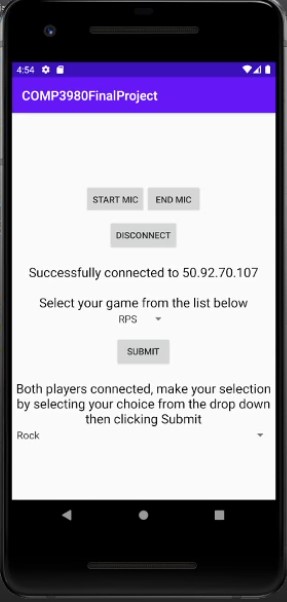 4:54
COMP3980FinalProject
START MIC END MIC
DISCONNECT
Successfully connected to 50.92.70.107
Select your game from the list below
RPS
SUBMIT
Both players connected, make your selection
by selecting your choice from the drop down
then clicking Submit
Rock